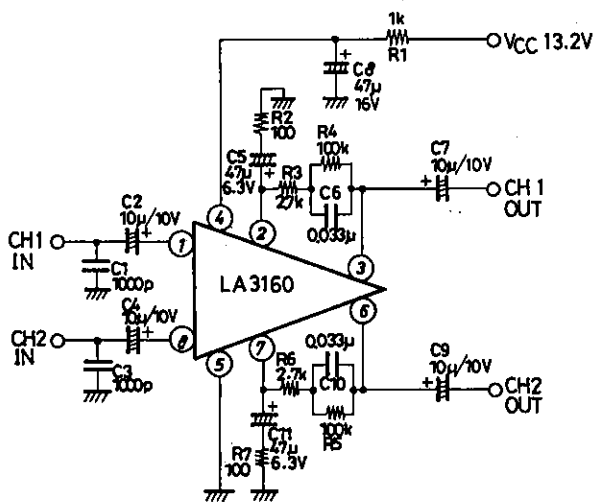 1k
R1
VCC 13.2V
C8
47μ
16V
R2
100
C5
47μ
6.3V
R3
2.7k
R4
100k
C6
0.033μ
C7
10μ/10V
CH 1
OUT
C2
10μ/10V
4
2
CH1
IN
1
C1
1000p
3
LA3160
C4
10μ/10V
6
CH2
IN
8
C3
1000p
5
7
0.033μ
R6
2.7k
C10
C9
10μ/10V
CH2
OUT
100k
R5
C11
47μ
6.3V
R7
100